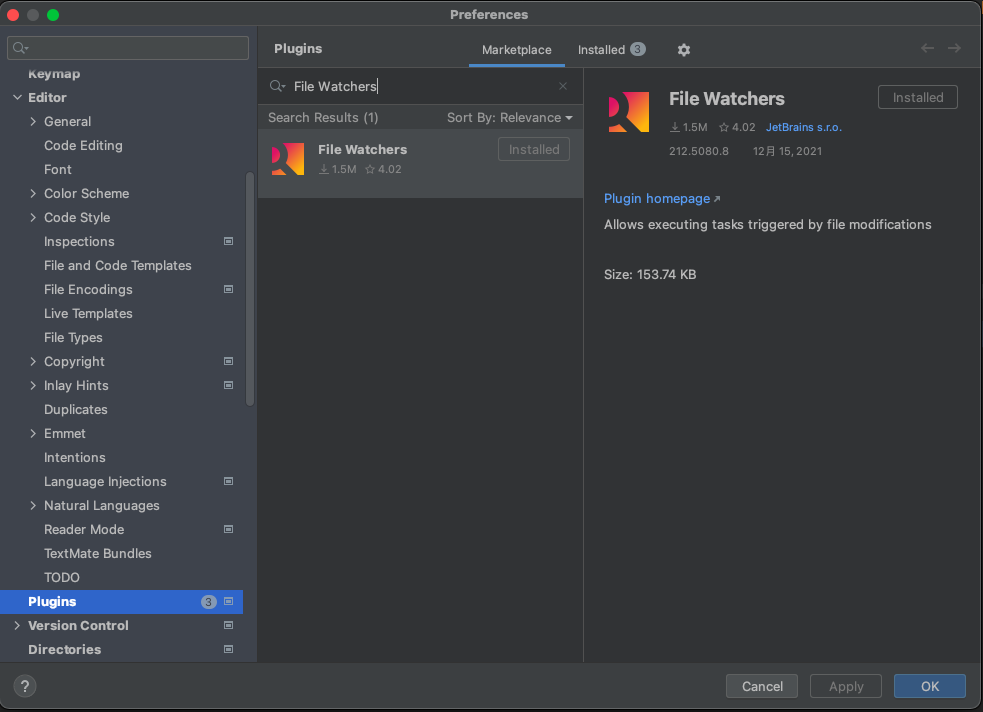 Preferences
Plugins
Marketplace
Installed 3
Keymap
Editor
General
Code Editing
Font
Color Scheme
Code Style
Inspections
File and Code Templates
File Encodings
Live Templates
File Types
Copyright
Inlay Hints
Duplicates
Emmet
Intentions
Language Injections
Natural Languages
Reader Mode
TextMate Bundles
TODO
Plugins 3
Version Control
Directories
File Watchers
Search Results (1) Sort By: Relevance
File Watchers Installed
1.5M 4.02
File Watchers Installed
1.5M 4.02 JetBrains s.r.o.
212.5080.8 12月 15, 2021
Plugin homepage
Allows executing tasks triggered by file modifications
Size: 153.74 KB
? Cancel Apply OK